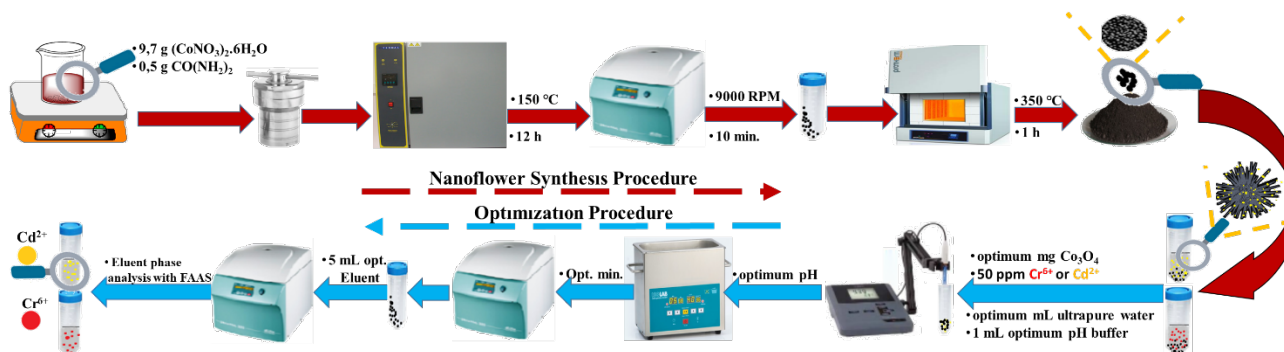 • 9,7 g (CoNO₃)₂.6H₂O
• 0,5 g CO(NH₂)₂
• 150 °C
• 12 h
• 9000 RPM
• 10 min.
• 350 °C
• 1 h
Nanoflower Synthesıs Procedure
Optımızatıon Procedure
Cd²⁺
Cr⁶⁺
• Eluent phase
analysis with FAAS
• 5 mL opt.
Eluent
• Opt. min.
• optimum pH
• optimum mg Co₃O₄
• 50 ppm Cr⁶⁺ or Cd²⁺
• optimum mL ultrapure water
• 1 mL optimum pH buffer